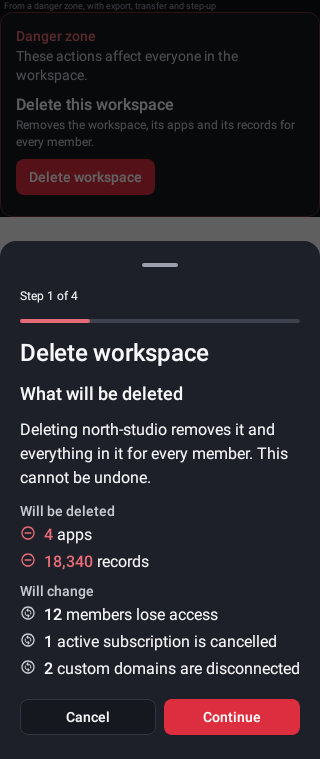 From a danger zone, with export, transfer and step-up
Danger zone
These actions affect everyone in the
workspace.
Delete this workspace
Removes the workspace, its apps and its records for
every member.
Delete workspace
Step 1 of 4
Delete workspace
What will be deleted
Deleting north-studio removes it and
everything in it for every member. This
cannot be undone.
Will be deleted
4 apps
18,340 records
Will change
12 members lose access
1 active subscription is cancelled
2 custom domains are disconnected
Cancel
Continue